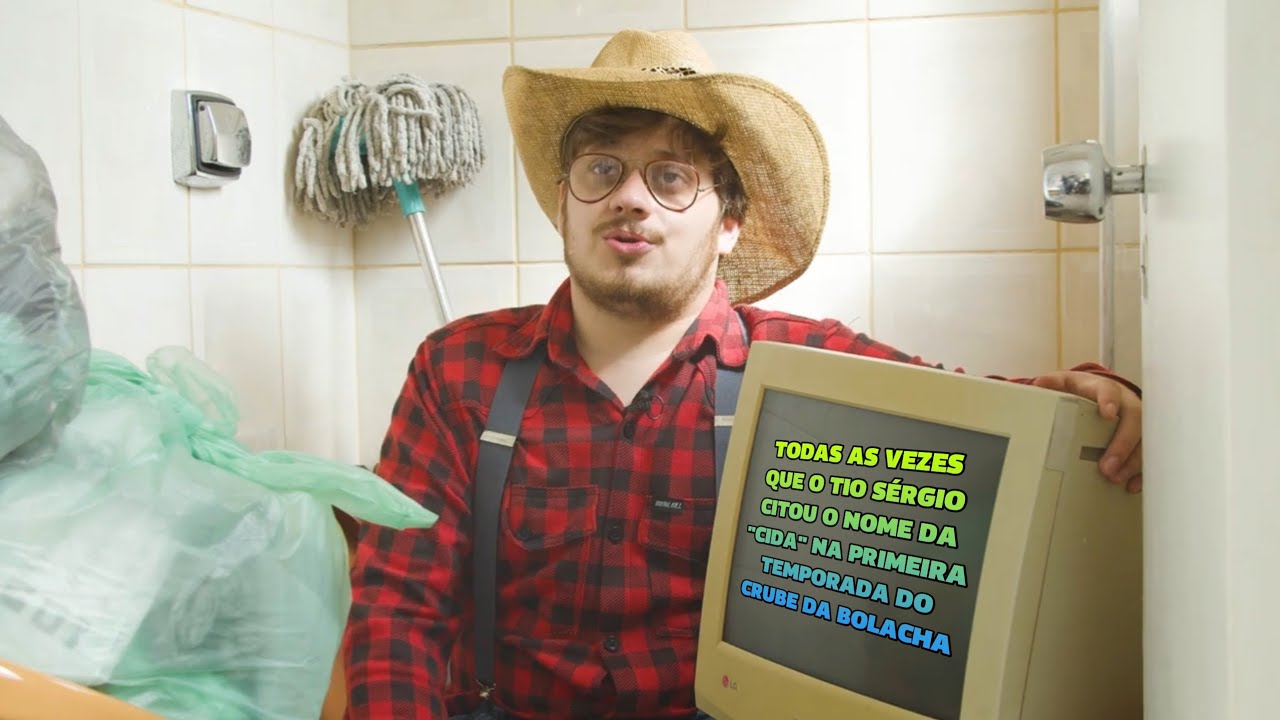 TODAS AS VEZES
QUE O TIO SÉRGIO
CITOU O NOME DA
"CIDA" NA PRIMEIRA
TEMPORADA DO
CRUBE DA BOLACHA
LG